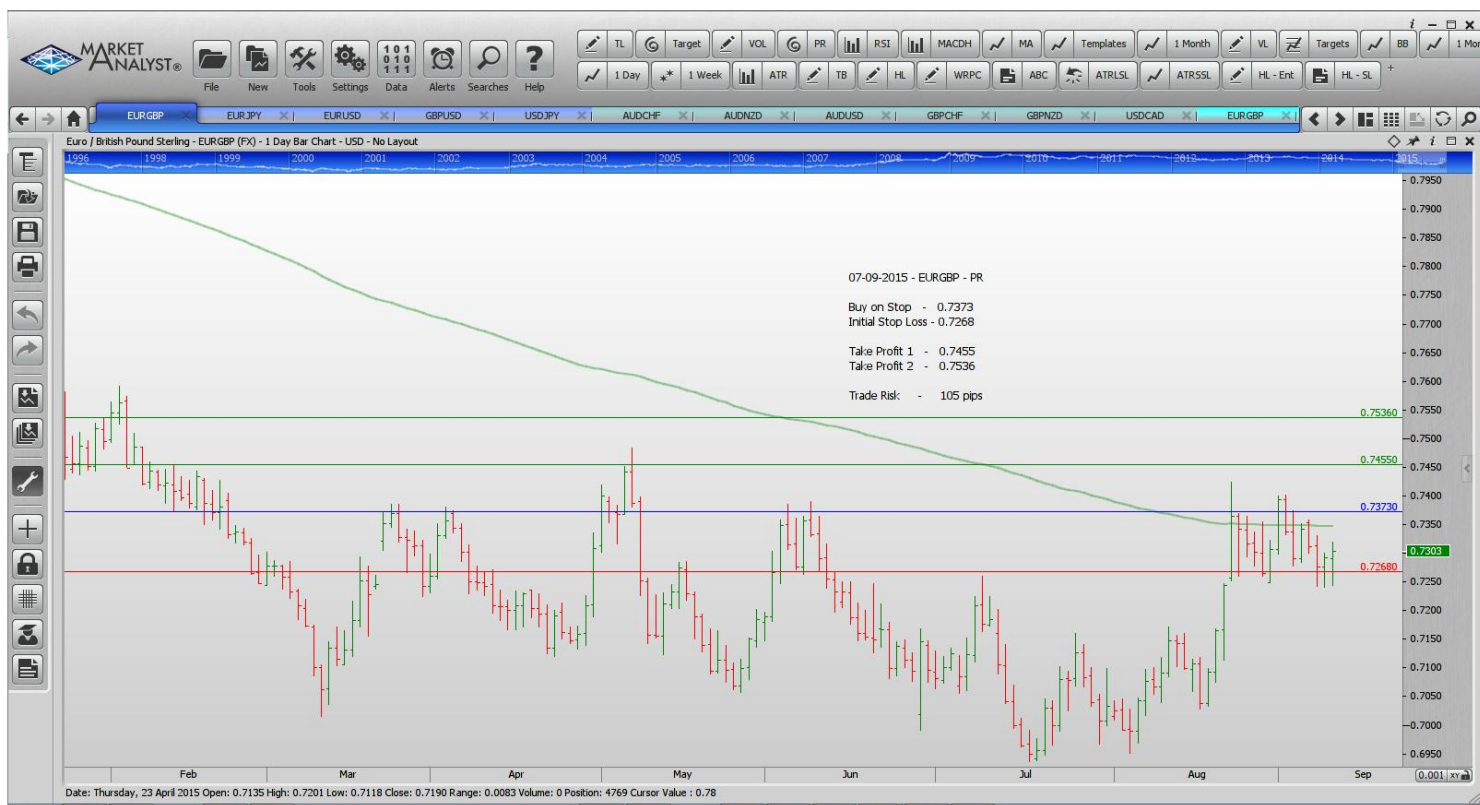 i
MARKET
ANALYST®
File
New
Tools
Settings
101
010
111
Data
Alerts
Searches
?
Help
TL
Target
VOL
PR
RSI
MACDH
MA
Templates
1 Month
VL
Targets
BB
1 Mor
1 Day
1 Week
ATR
TB
HL
WRPC
ABC
ATRLSL
ATRSSL
HL - Ent
HL - SL
+
EURGBP
EURJPY
EURUSD
GBPUSD
USDJPY
AUDCHF
AUDNZD
AUDUSD
GBPCHF
GBPNZD
USDCAD
EURGBP
Euro / British Pound Sterling - EURGBP (FX) - 1 Day Bar Chart - USD - No Layout
1996 1998 1999 2000 2001 2002 2003 2004 2005 2006 2007 2008 2009 2010 2011 2012 2013 2014 2015
07-09-2015 - EURGBP - PR
Buy on Stop - 0.7373
Initial Stop Loss - 0.7268
Take Profit 1 - 0.7455
Take Profit 2 - 0.7536
Trade Risk - 105 pips
0.75360
0.74550
0.73730
0.72680
0.7950
0.7900
0.7850
0.7800
0.7750
0.7700
0.7650
0.7600
0.7550
0.7500
0.7450
0.7400
0.7350
0.7303
0.7250
0.7200
0.7150
0.7100
0.7050
0.7000
0.6950
Feb Mar Apr May Jun Jul Aug Sep
0.001 XY
Date: Thursday, 23 April 2015 Open: 0.7135 High: 0.7201 Low: 0.7118 Close: 0.7190 Range: 0.0083 Volume: 0 Position: 4769 Cursor Value : 0.78